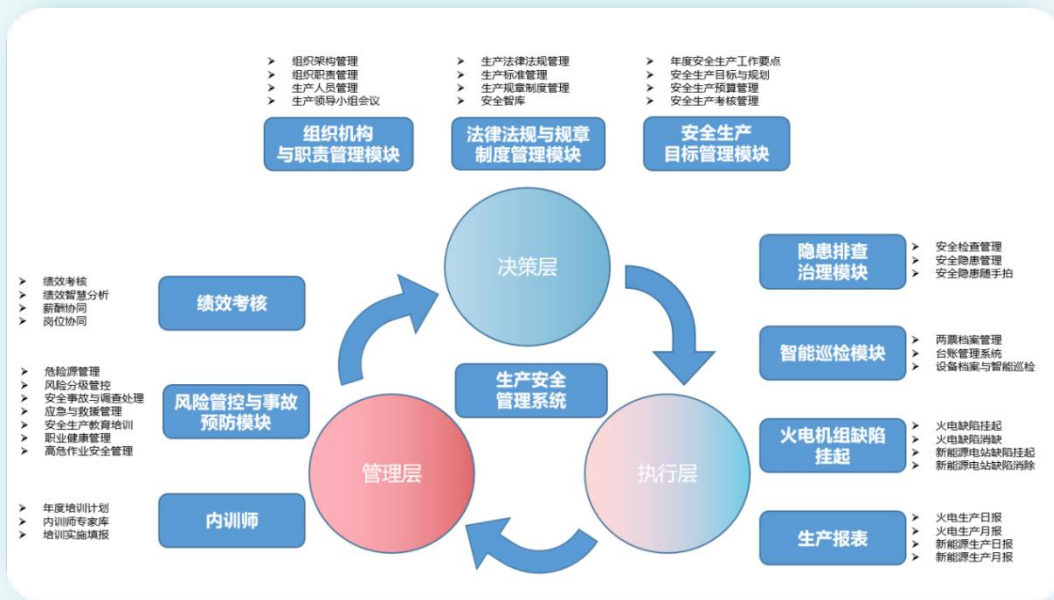 组织架构管理
组织职责管理
生产人员管理
生产领导小组会议
组织机构
与职责管理模块
生产法律法规管理
生产标准管理
生产规章制度管理
安全智库
法律法规与规章
制度管理模块
年度安全生产工作要点
安全生产目标与规划
安全生产预算管理
安全生产考核管理
安全生产
目标管理模块
决策层
隐患排查
治理模块
安全检查管理
安全隐患管理
安全隐患随手拍
绩效考核
绩效智慧分析
薪酬协同
岗位协同
绩效考核
智能巡检模块
两票档案管理
台账管理系统
设备档案与智能巡检
生产安全
管理系统
危险源管理
风险分级管控
安全事故与调查处理
应急与救援管理
安全生产教育培训
职业健康管理
高危作业安全管理
风险管控与事故
预防模块
管理层
执行层
火电机组缺陷
挂起
火电缺陷挂起
火电缺陷消缺
新能源电站缺陷挂起
新能源电站缺陷消除
年度培训计划
内训师专家库
培训实施填报
内训师
生产报表
火电生产日报
火电生产月报
新能源生产日报
新能源生产月报